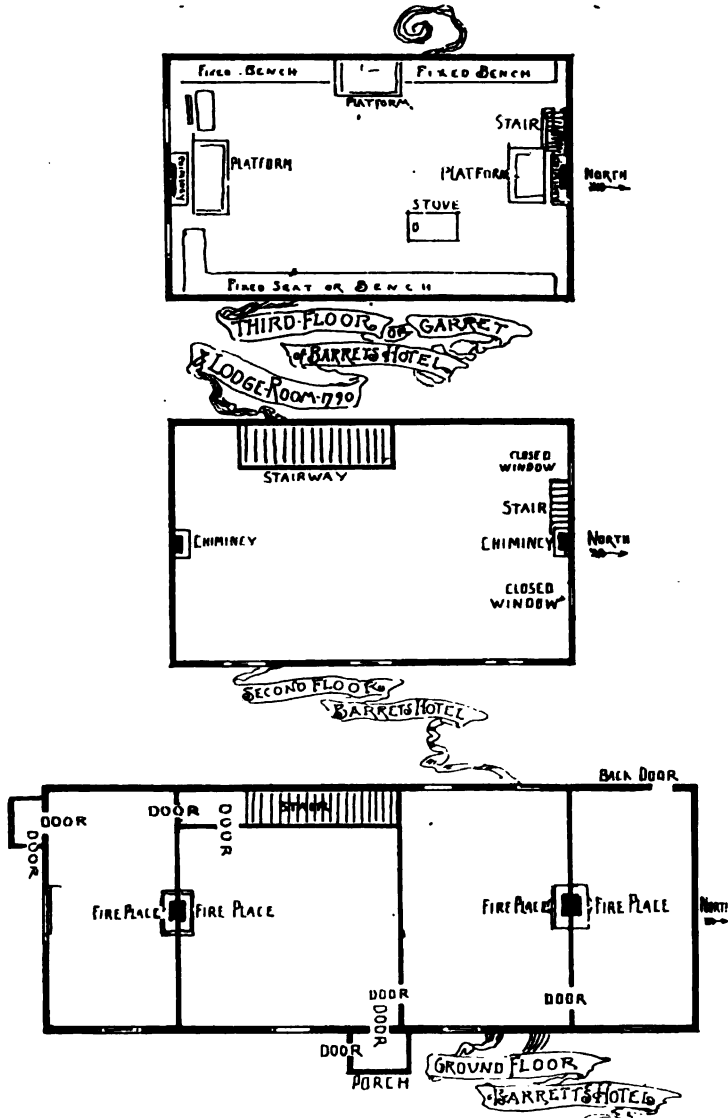 FIXED BENCH
FIXED BENCH
PLATFORM
STAIR
CHIMNEY
PLATFORM
PLATFORM
NORTH
STOVE
FIXED SEAT OR BENCH
THIRD-FLOOR OR GARRET
of BARRETS HOTEL
& LODGE-ROOM-1790
STAIRWAY
CLOSED
WINDOW
STAIR
CHIMINEY
CHIMINEY
NORTH
CLOSED
WINDOW
SECOND FLOOR
BARRETS HOTEL
BACK DOOR
STAIR
DOOR
DOOR
DOOR
DOOR
FIRE PLACE
FIRE PLACE
FIRE PLACE
FIRE PLACE
NORTH
DOOR
DOOR
DOOR
DOOR
PORCH
GROUND FLOOR
BARRETTS HOTEL